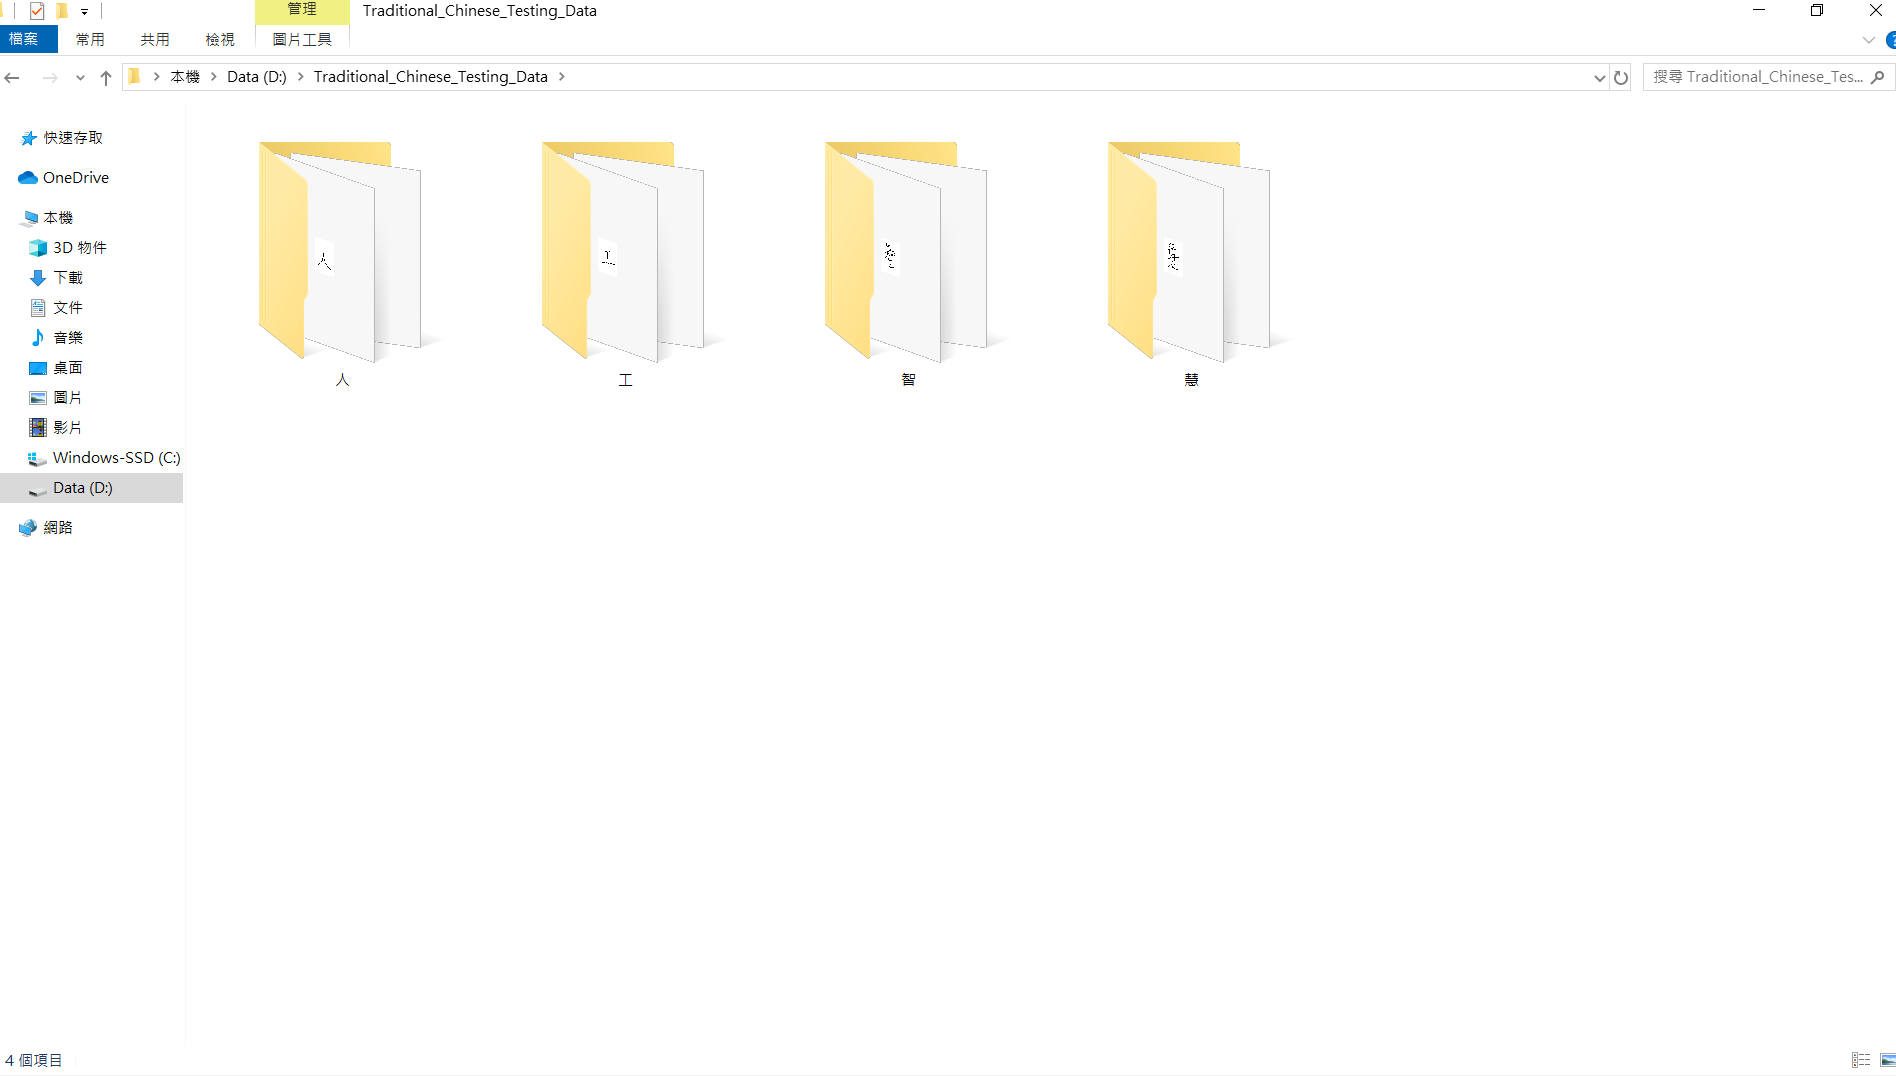 管理
Traditional_Chinese_Testing_Data
檔案
常用
共用
檢視
圖片工具
本機 > Data (D:) > Traditional_Chinese_Testing_Data >
搜尋 Traditional_Chinese_Tes...
快速存取
OneDrive
本機
3D 物件
下載
文件
音樂
桌面
圖片
影片
Windows-SSD (C:)
Data (D:)
網路
人
工
人
工
智
慧
4 個項目